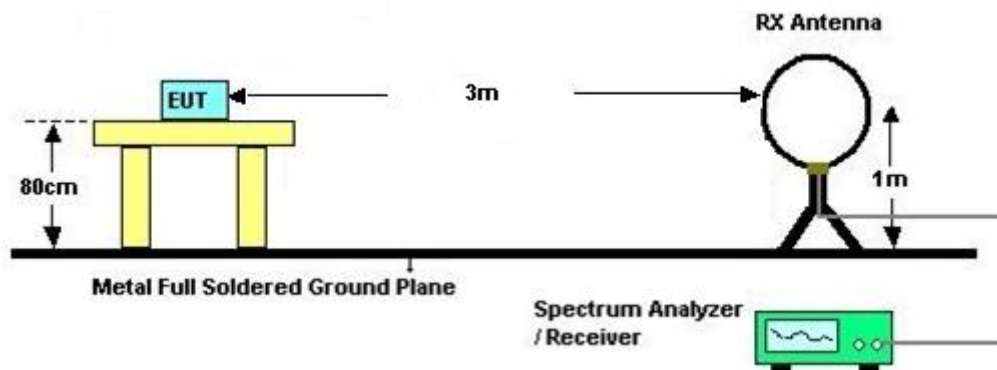 RX Antenna
EUT
3m
80cm
1m
Metal Full Soldered Ground Plane
Spectrum Analyzer
/ Receiver